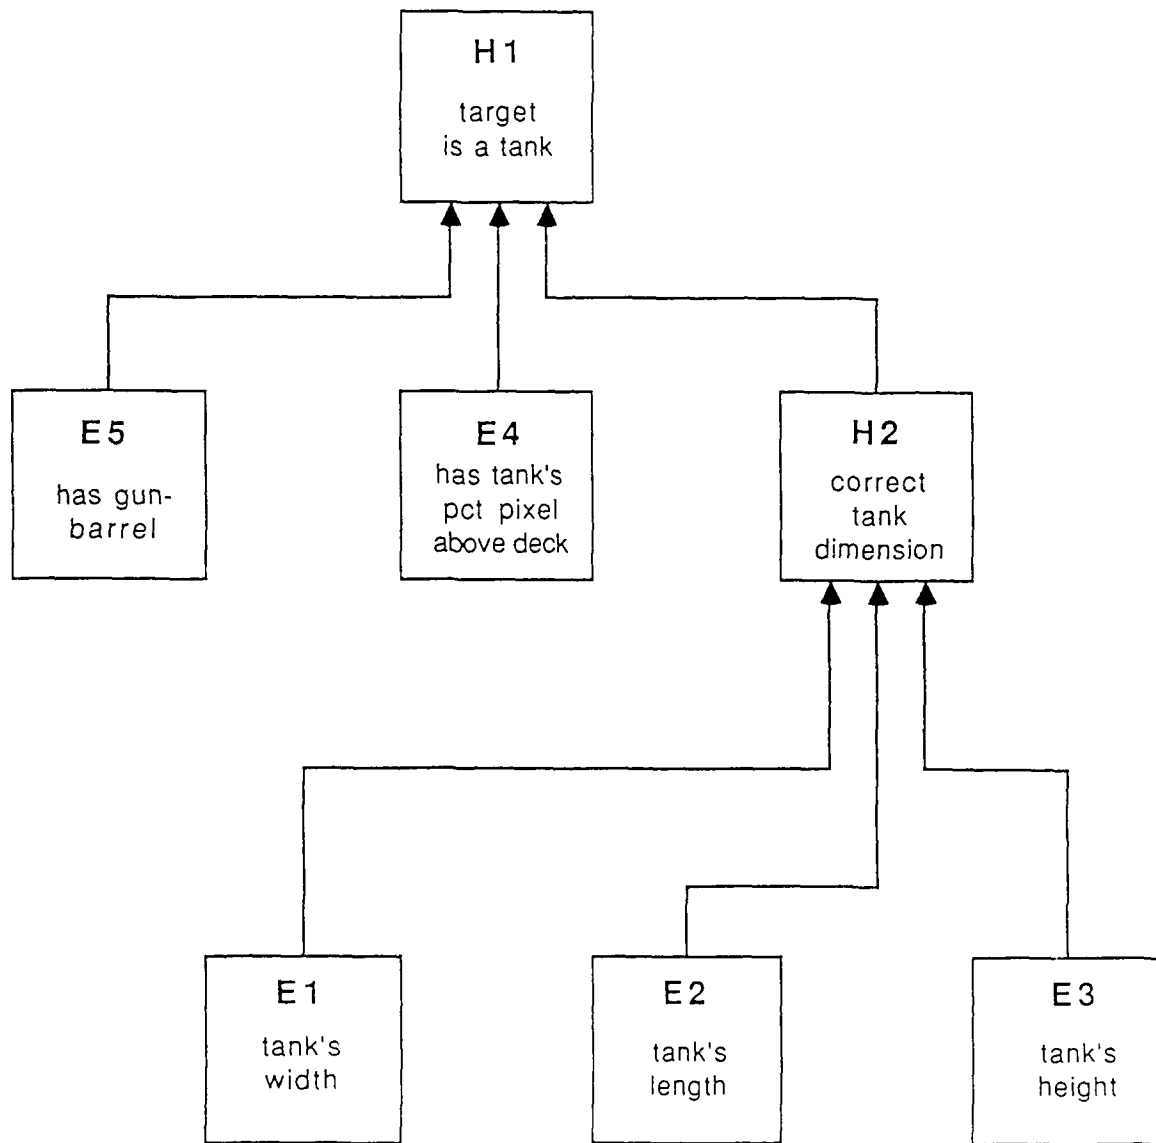 H1
target
is a tank
E5
has gun-
barrel
E4
has tank's
pct pixel
above deck
H2
correct
tank
dimension
E1
tank's
width
E2
tank's
length
E3
tank's
height